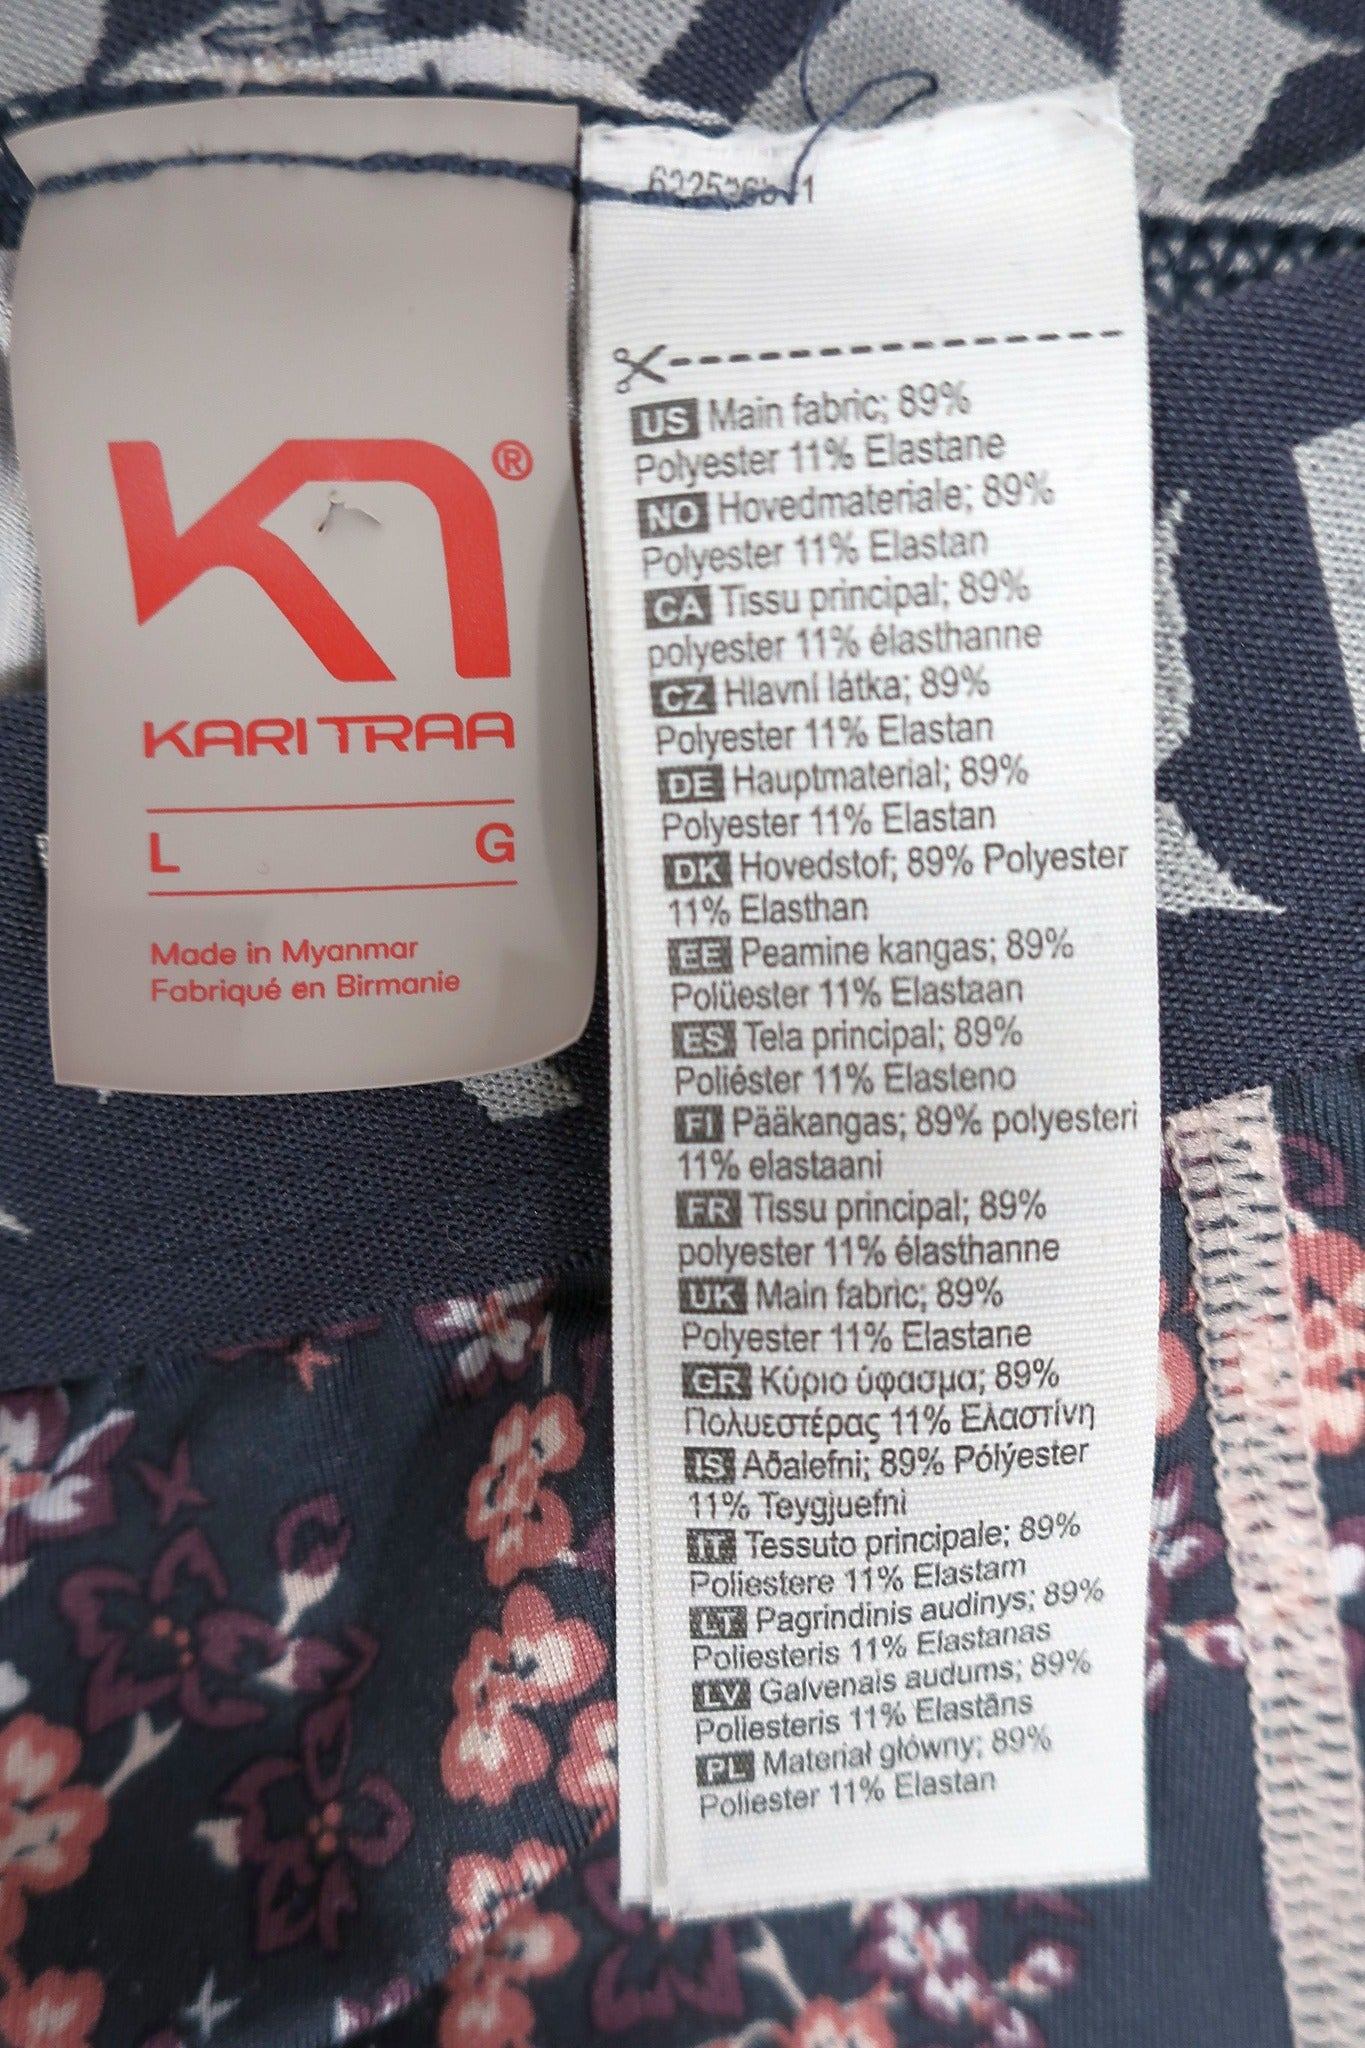 KARI TRAA
L G
Made in Myanmar
Fabriqué en Birmanie
US Main fabric; 89%
Polyester 11% Elastane
NO Hovedmateriale; 89%
Polyester 11% Elastan
CA Tissu principal; 89%
polyester 11% élasthanne
CZ Hlavní látka; 89%
Polyester 11% Elastan
DE Hauptmaterial; 89%
Polyester 11% Elastan
DK Hovedstof; 89% Polyester
11% Elasthan
EE Peamine kangas; 89%
Polüester 11% Elastaan
ES Tela principal; 89%
Poliéster 11% Elasteno
FI Pääkangas; 89% polyesteri
11% elastaani
FR Tissu principal; 89%
polyester 11% élasthanne
UK Main fabric; 89%
Polyester 11% Elastane
GR Κύριο ύφασμα; 89%
Πολυεστέρας 11% Ελαστίνη
IS Aðalefni; 89% Pólýester
11% Teygjuefni
IT Tessuto principale; 89%
Poliestere 11% Elastam
LT Pagrindinis audinys; 89%
Poliesteris 11% Elastanas
LV Galvenais audums; 89%
Poliesteris 11% Elastāns
PL Materiał główny; 89%
Poliester 11% Elastan